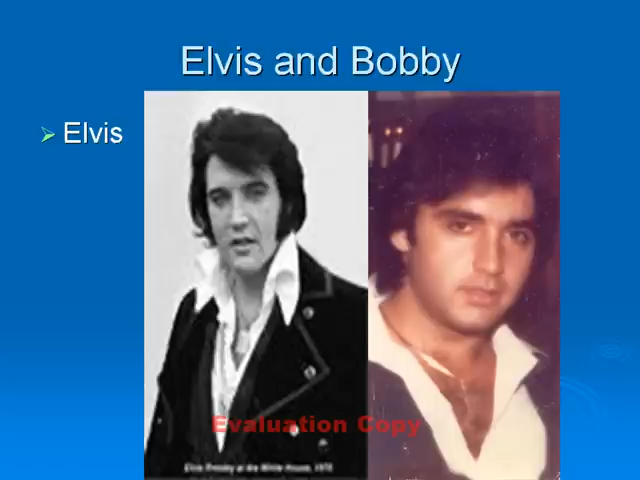 Elvis and Bobby
Elvis
Evaluation Copy
Elvis Presley at the White House, 1970